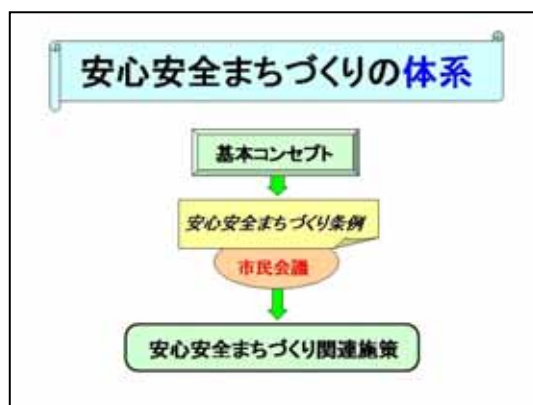 安心安全まちづくりの体系
基本コンセプト
安心安全まちづくり条例
市民会議
安心安全まちづくり関連施策